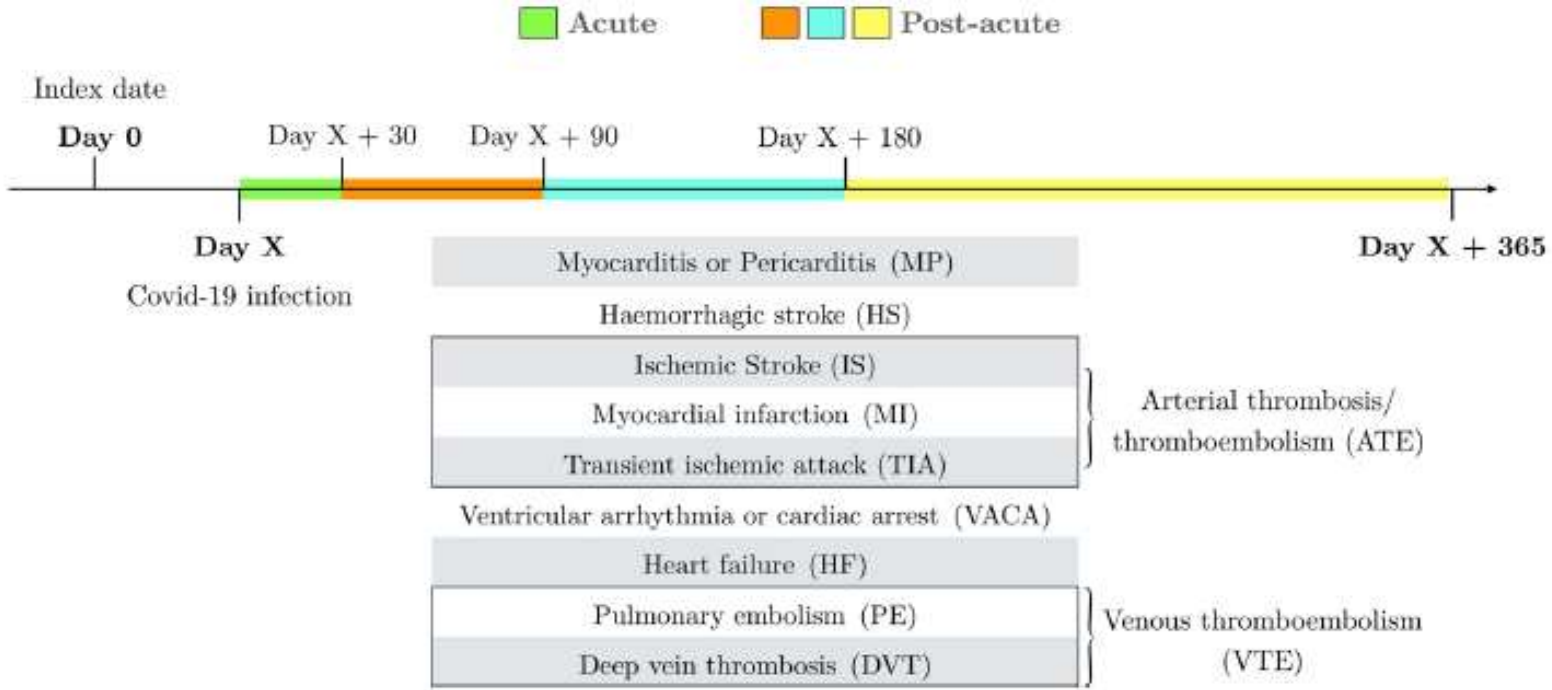 Acute Post-acute
Index date
Day 0 Day X + 30 Day X + 90 Day X + 180
Day X Day X + 365
Covid-19 infection
Myocarditis or Pericarditis (MP)
Haemorrhagic stroke (HS)
Ischemic Stroke (IS)
Myocardial infarction (MI)
Transient ischemic attack (TIA)
Arterial thrombosis/
thromboembolism (ATE)
Ventricular arrhythmia or cardiac arrest (VACA)
Heart failure (HF)
Pulmonary embolism (PE)
Deep vein thrombosis (DVT)
Venous thromboembolism
(VTE)